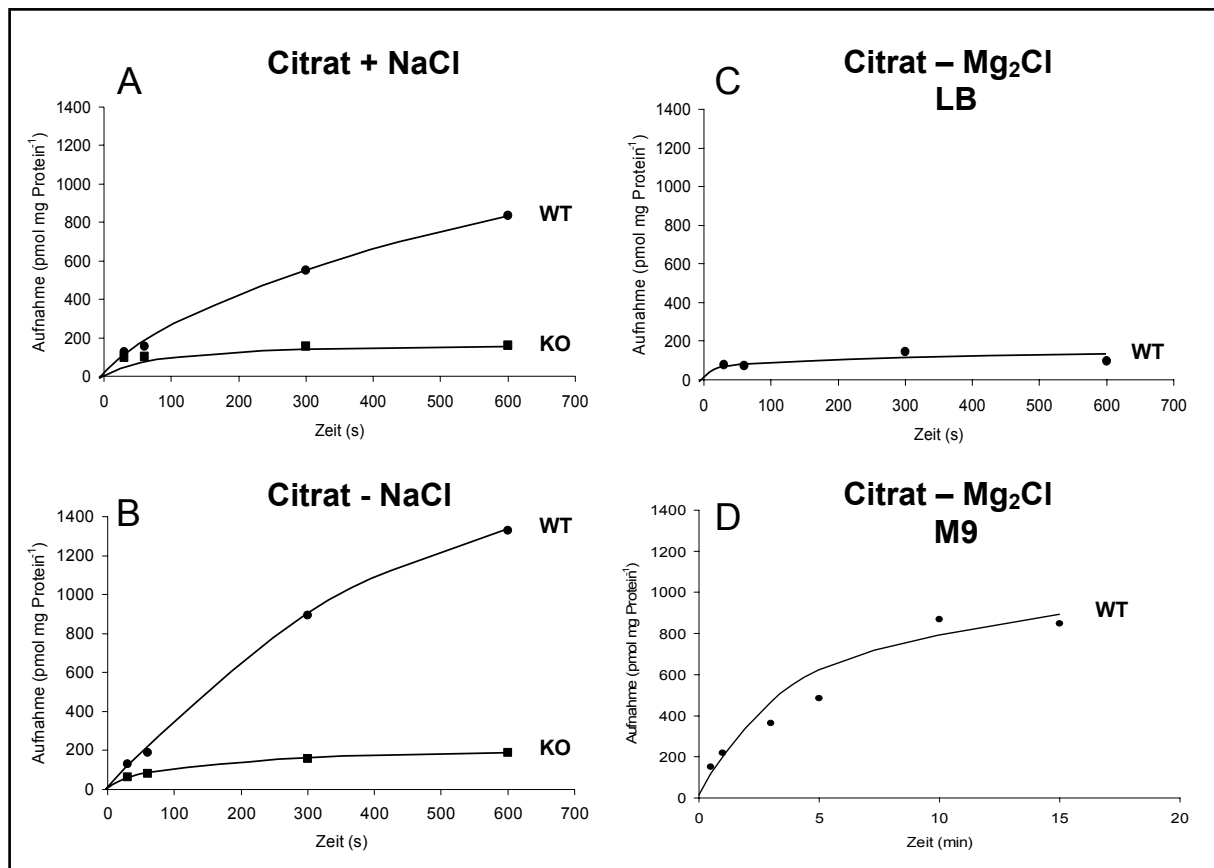 A
Citrat + NaCl
Aufnahme (pmol mg Protein⁻¹)
1400
1200
1000
800
600
400
200
0
WT
KO
0 100 200 300 400 500 600 700
Zeit (s)
C
Citrat – Mg₂Cl
LB
Aufnahme (pmol mg Protein⁻¹)
1400
1200
1000
800
600
400
200
0
WT
0 100 200 300 400 500 600 700
Zeit (s)
B
Citrat - NaCl
Aufnahme (pmol mg Protein⁻¹)
1400
1200
1000
800
600
400
200
0
WT
KO
0 100 200 300 400 500 600 700
Zeit (s)
D
Citrat – Mg₂Cl
M9
Aufnahme (pmol mg Protein⁻¹)
1400
1200
1000
800
600
400
200
0
WT
0 5 10 15 20
Zeit (min)